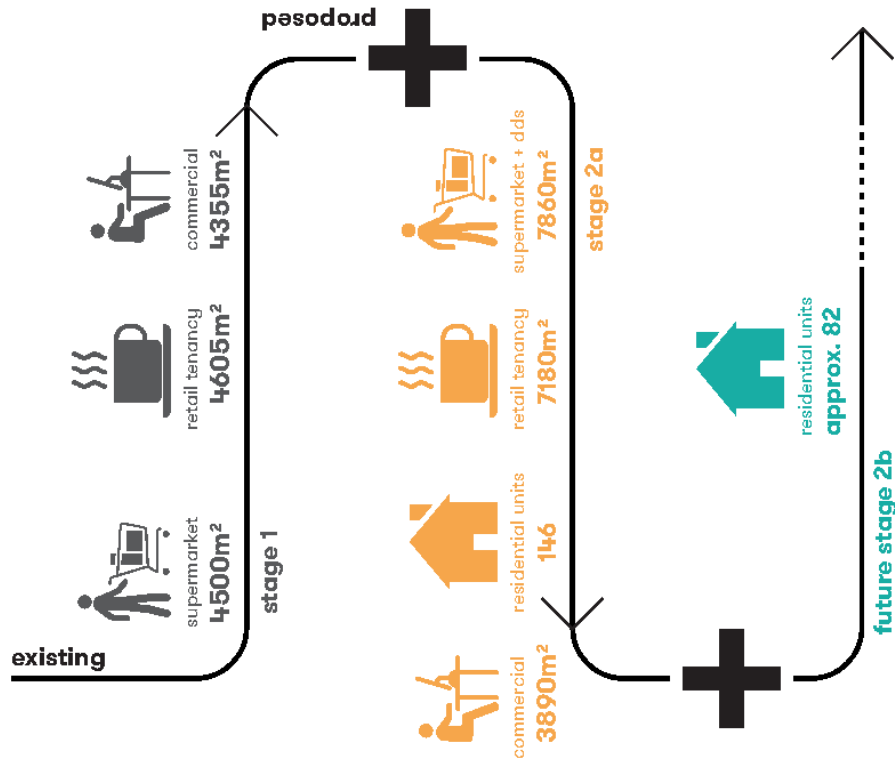 existing
supermarket
4500m²
retail tenancy
4605m²
commercial
4355m²
stage 1
proposed
supermarket + dds
7860m²
retail tenancy
7180m²
residential units
146
commercial
3890m²
stage 2a
residential units
approx. 82
future stage 2b